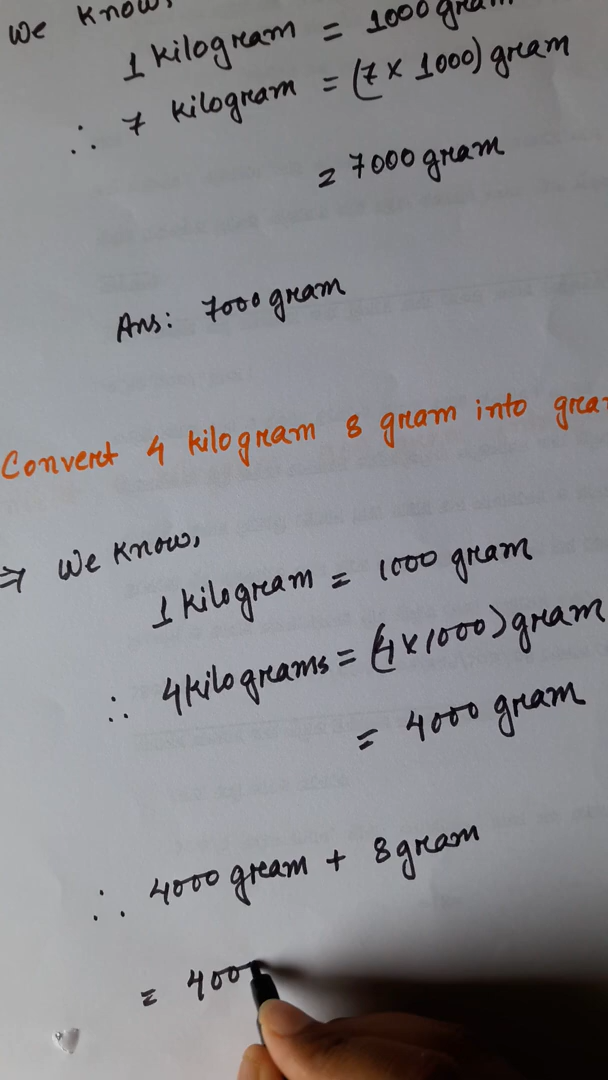 We know,
1 kilogram = 1000 gram
∴ 7 kilogram = (7 × 1000) gram
= 7000 gram
Ans: 7000 gram
Convert 4 kilogram 8 gram into gra
⇒ We know,
1 kilogram = 1000 gram
∴ 4 kilograms = (4 × 1000) gram
= 4000 gram
∴ 4000 gram + 8 gram
= 400